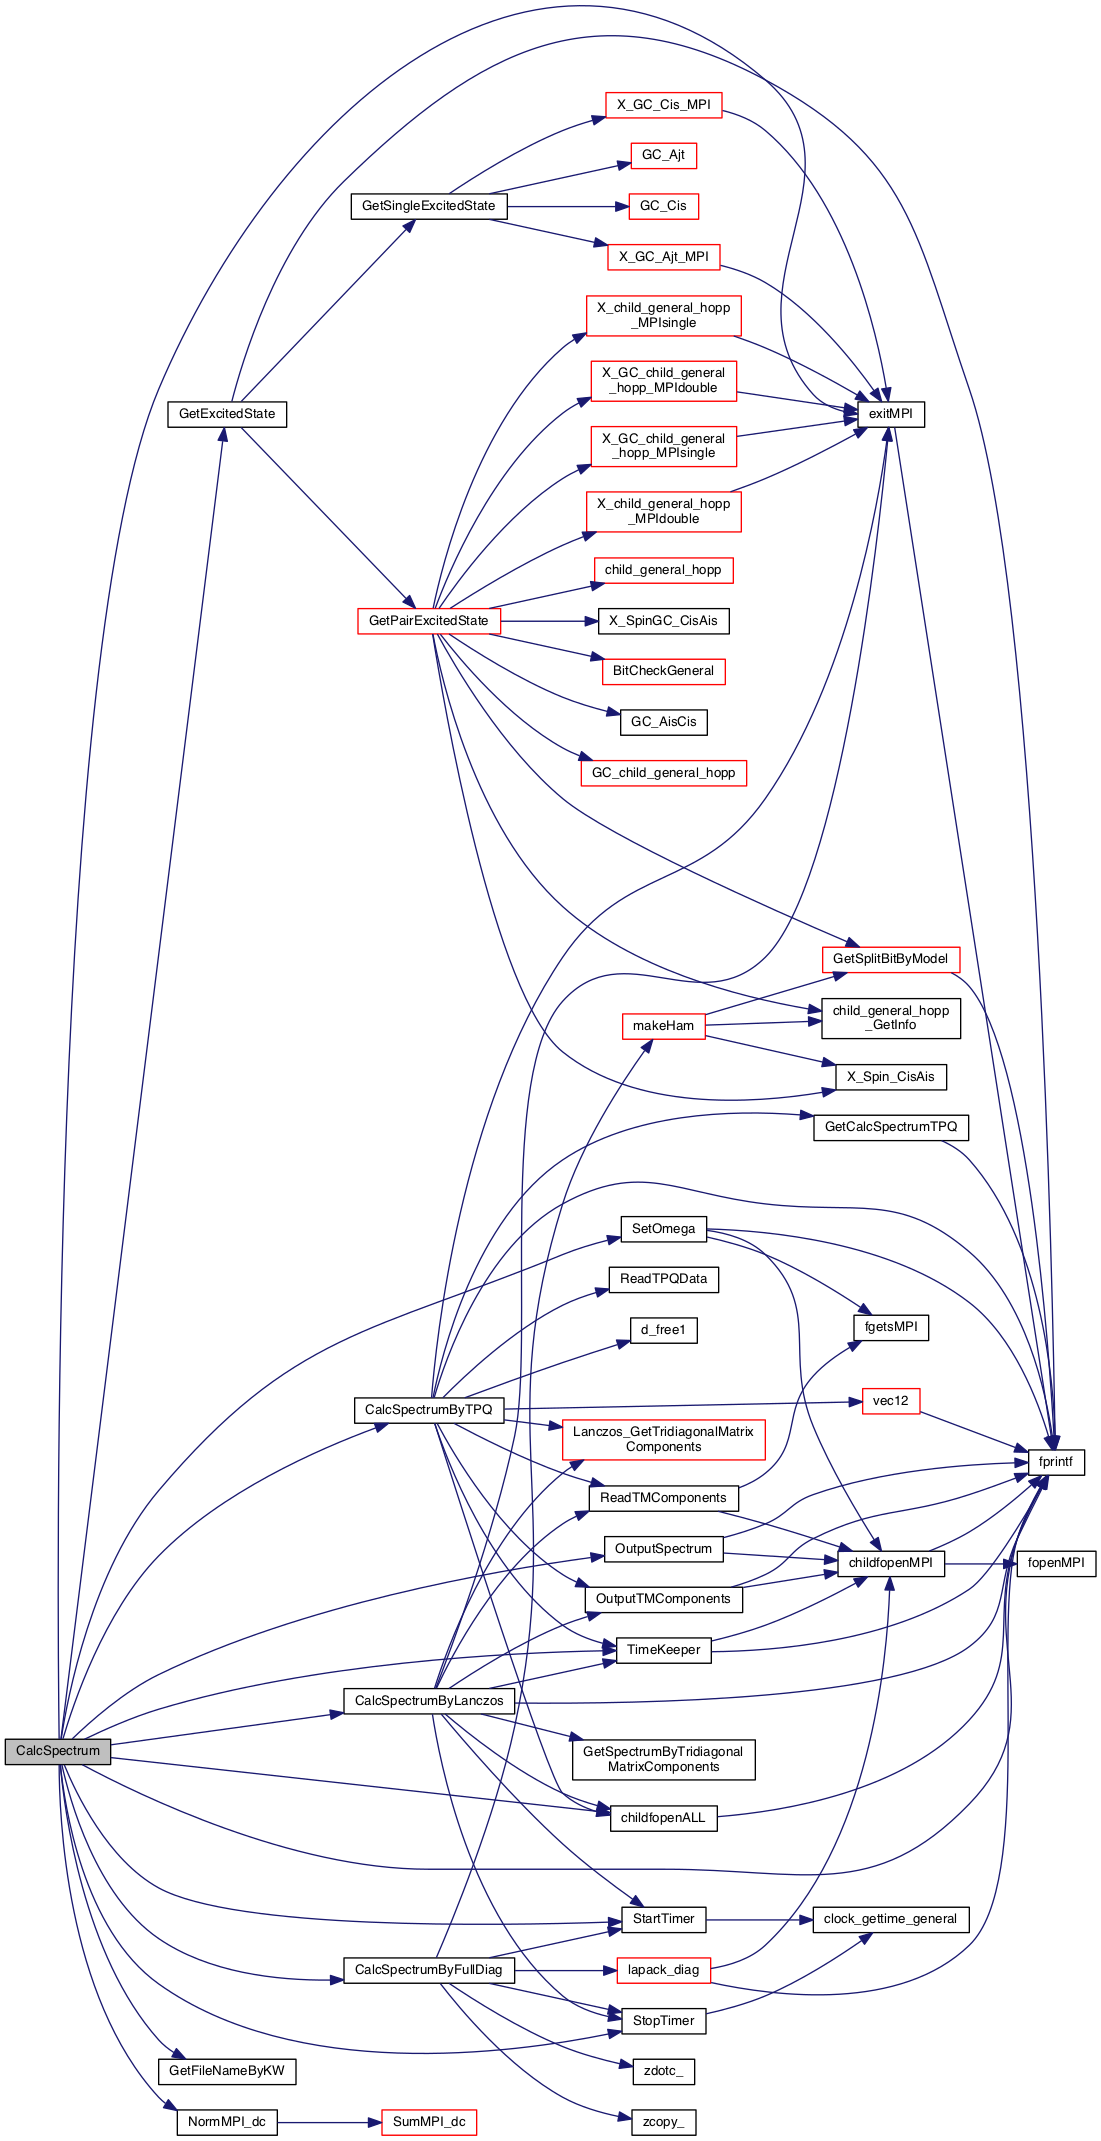 X_GC_Cis_MPI
GC_Ajt
GetSingleExcitedState
GC_Cis
X_GC_Ajt_MPI
X_child_general_hopp
_MPIsingle
X_GC_child_general
_hopp_MPIdouble
GetExcitedState
exitMPI
X_GC_child_general
_hopp_MPIsingle
X_child_general_hopp
_MPIdouble
child_general_hopp
GetPairExcitedState
X_SpinGC_CisAis
BitCheckGeneral
GC_AisCis
GC_child_general_hopp
GetSplitBitByModel
makeHam
child_general_hopp
_GetInfo
X_Spin_CisAis
GetCalcSpectrumTPQ
SetOmega
ReadTPQData
d_free1
fgetsMPI
CalcSpectrumByTPQ
vec12
Lanczos_GetTridiagonalMatrix
Components
fprintf
ReadTMComponents
OutputSpectrum
childfopenMPI
fopenMPI
OutputTMComponents
TimeKeeper
CalcSpectrumByLanczos
CalcSpectrum
GetSpectrumByTridiagonal
MatrixComponents
childfopenALL
StartTimer
clock_gettime_general
CalcSpectrumByFullDiag
lapack_diag
StopTimer
GetFileNameByKW
zdotc_
NormMPI_dc
SumMPI_dc
zcopy_